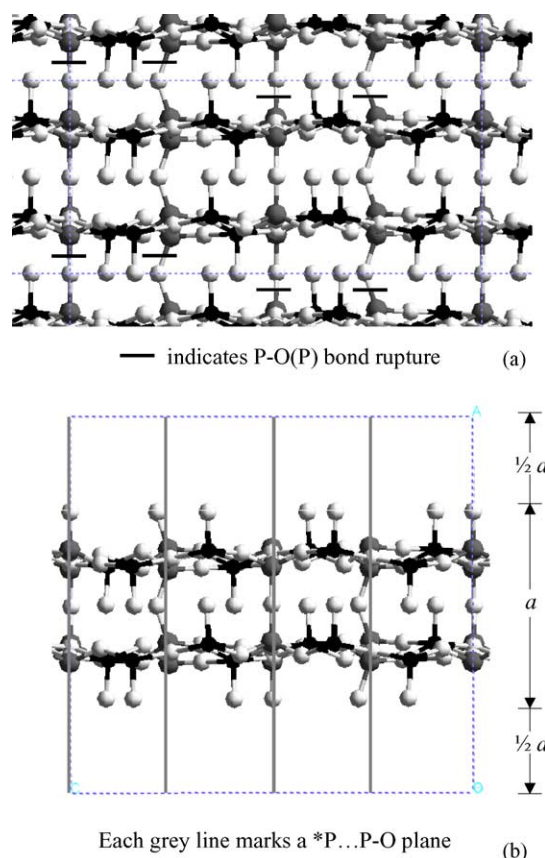 indicates P-O(P) bond rupture (a)
A
½ a
a
½ a
C
Each grey line marks a *P…P-O plane (b)